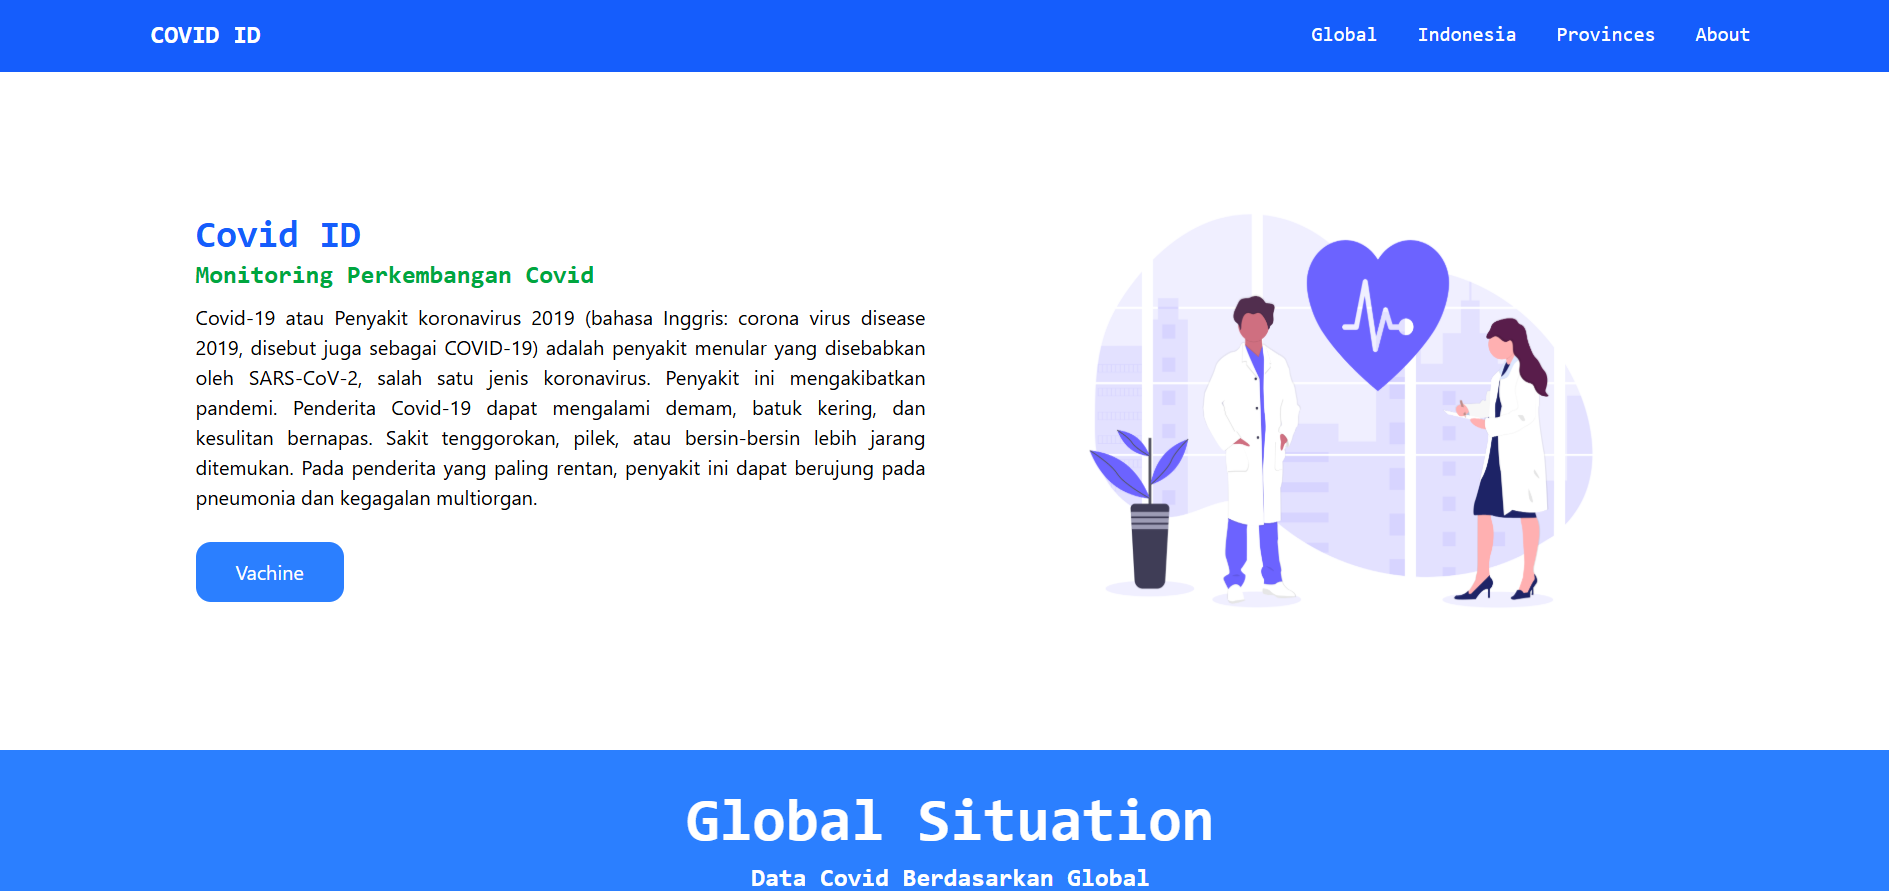 COVID ID
Global Indonesia Provinces About
Covid ID
Monitoring Perkembangan Covid
Covid-19 atau Penyakit koronavirus 2019 (bahasa Inggris: corona virus disease
2019, disebut juga sebagai COVID-19) adalah penyakit menular yang disebabkan
oleh SARS-CoV-2, salah satu jenis koronavirus. Penyakit ini mengakibatkan
pandemi. Penderita Covid-19 dapat mengalami demam, batuk kering, dan
kesulitan bernapas. Sakit tenggorokan, pilek, atau bersin-bersin lebih jarang
ditemukan. Pada penderita yang paling rentan, penyakit ini dapat berujung pada
pneumonia dan kegagalan multiorgan.
Vachine
Global Situation
Data Covid Berdasarkan Global